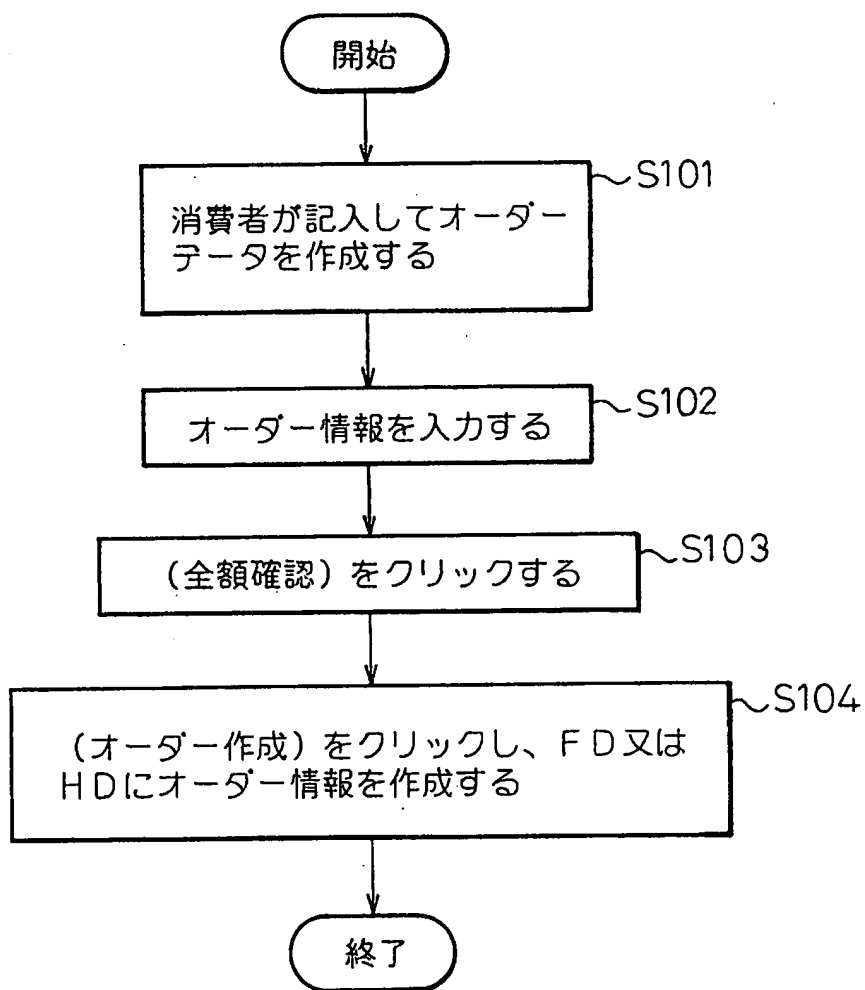 開始
S101
消費者が記入してオーダー
データを作成する
S102
オーダー情報を入力する
S103
(全額確認)をクリックする
S104
(オーダー作成)をクリックし、FD又は
HDにオーダー情報を作成する
終了